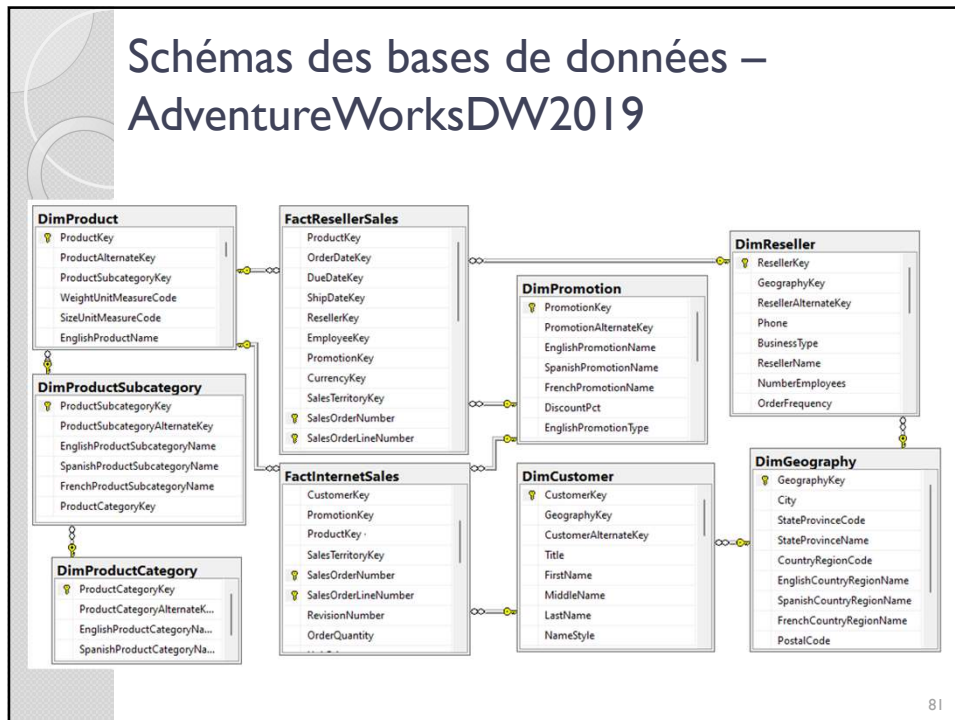 Schémas des bases de données –
AdventureWorksDW2019
DimProduct
ProductKey
ProductAlternateKey
ProductSubcategoryKey
WeightUnitMeasureCode
SizeUnitMeasureCode
EnglishProductName
DimProductSubcategory
ProductSubcategoryKey
ProductSubcategoryAlternateKey
EnglishProductSubcategoryName
SpanishProductSubcategoryName
FrenchProductSubcategoryName
ProductCategoryKey
DimProductCategory
ProductCategoryKey
ProductCategoryAlternateK...
EnglishProductCategoryNa...
SpanishProductCategoryNa...
FactResellerSales
ProductKey
OrderDateKey
DueDateKey
ShipDateKey
ResellerKey
EmployeeKey
PromotionKey
CurrencyKey
SalesTerritoryKey
SalesOrderNumber
SalesOrderLineNumber
FactInternetSales
CustomerKey
PromotionKey
ProductKey
SalesTerritoryKey
SalesOrderNumber
SalesOrderLineNumber
RevisionNumber
OrderQuantity
DimPromotion
PromotionKey
PromotionAlternateKey
EnglishPromotionName
SpanishPromotionName
FrenchPromotionName
DiscountPct
EnglishPromotionType
DimCustomer
CustomerKey
GeographyKey
CustomerAlternateKey
Title
FirstName
MiddleName
LastName
NameStyle
DimReseller
ResellerKey
GeographyKey
ResellerAlternateKey
Phone
BusinessType
ResellerName
NumberEmployees
OrderFrequency
DimGeography
GeographyKey
City
StateProvinceCode
StateProvinceName
CountryRegionCode
EnglishCountryRegionName
SpanishCountryRegionName
FrenchCountryRegionName
PostalCode
81